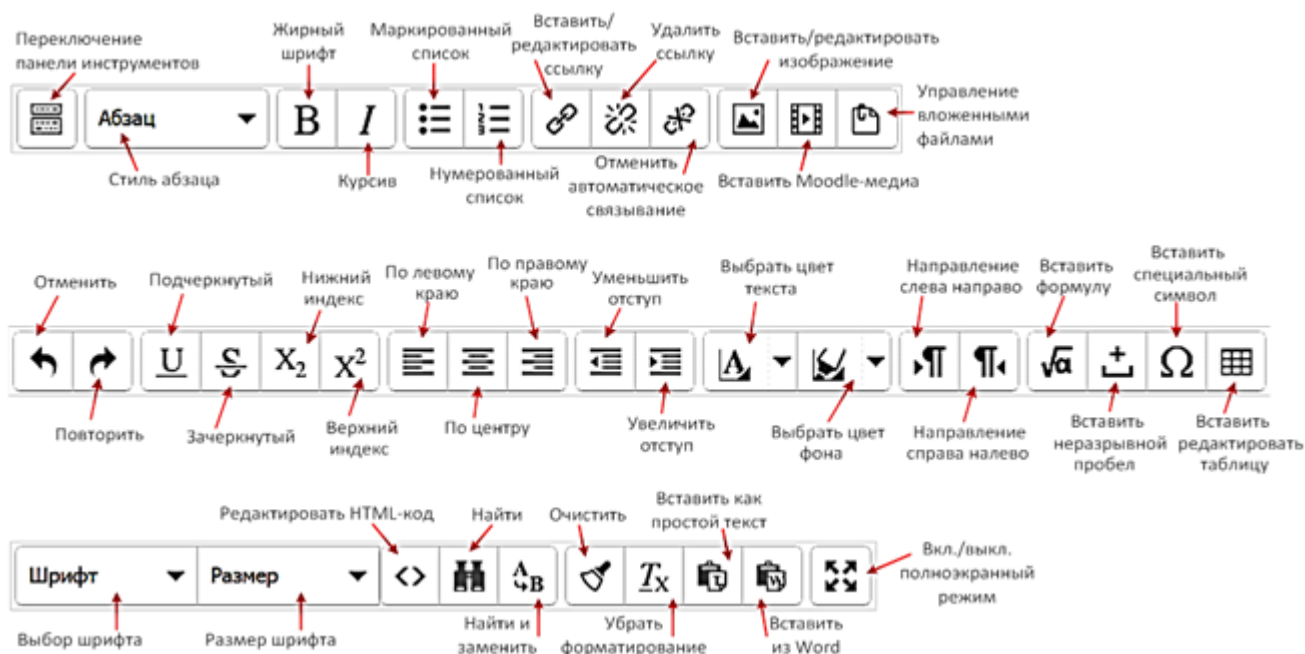 Переключение
панели инструментов
Жирный
шрифт
Маркированный
список
Вставить/
редактировать
ссылку
Удалить
ссылку
Вставить/редактировать
изображение
Управление
вложенными
файлами
Абзац
B
I
Стиль абзаца
Курсив
Нумерованный
список
Отменить
автоматическое
связывание
Вставить Moodle-медиа
Отменить
Подчеркнутый
Нижний
индекс
По левому
краю
По правому
краю
Уменьшить
отступ
Выбрать цвет
текста
Направление
слева направо
Вставить
формулу
Вставить
специальный
символ
U
S
X₂
X²
A
¶
¶
√a
Ω
Повторить
Зачеркнутый
Верхний
индекс
По центру
Увеличить
отступ
Выбрать цвет
фона
Направление
справа налево
Вставить
неразрывной
пробел
Вставить
редактировать
таблицу
Редактировать HTML-код
Найти
Очистить
Вставить как
простой текст
Вкл./выкл.
полноэкранный
режим
Шрифт
Размер
<>
A
B
Tx
Выбор шрифта
Размер шрифта
Найти и
заменить
Убрать
форматирование
Вставить
из Word